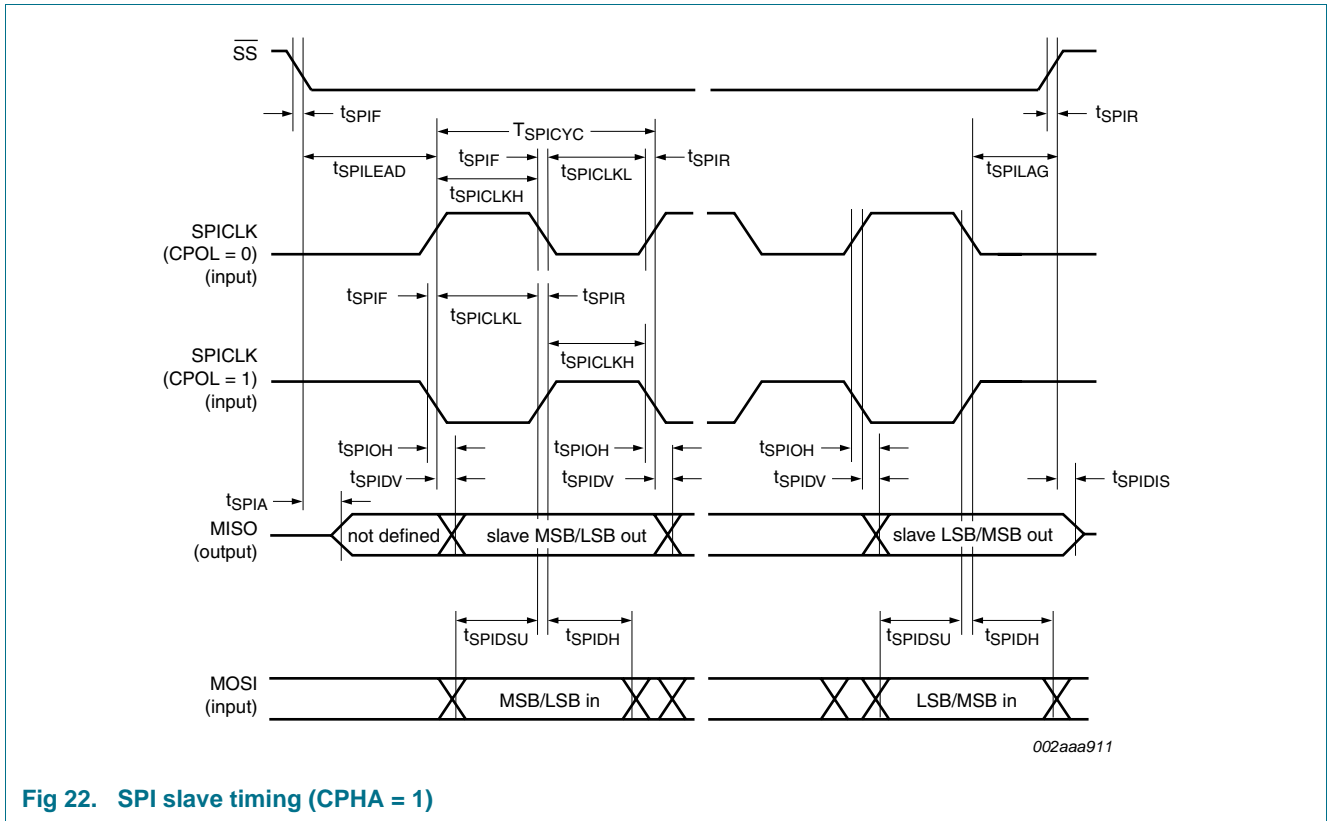 SS
tSPIF
TSPICYC
tSPIR
tSPIF
tSPICLKL
tSPIR
tSPILEAD
tSPILAG
tSPICLKH
SPICLK
(CPOL = 0)
(input)
tSPIF
tSPIR
tSPICLKL
SPICLK
(CPOL = 1)
(input)
tSPICLKH
tSPIOH
tSPIOH
tSPIOH
tSPIDV
tSPIDV
tSPIDV
tSPIDIS
tSPIA
MISO
(output)
not defined
slave MSB/LSB out
slave LSB/MSB out
tSPIDSU
tSPIDH
tSPIDSU
tSPIDH
MOSI
(input)
MSB/LSB in
LSB/MSB in
002aaa911
Fig 22. SPI slave timing (CPHA = 1)